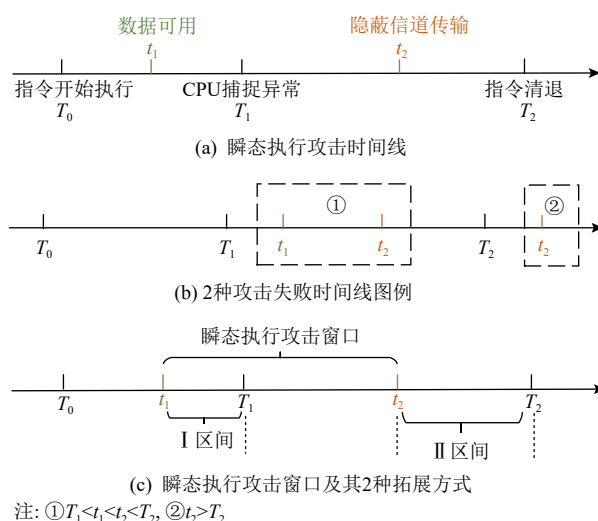 数据可用
隐蔽信道传输
t1
t2
指令开始执行
CPU捕捉异常
指令清退
T0
T1
T2
(a) 瞬态执行攻击时间线
①
②
T0
T1
t1
t2
T2
t2
(b) 2种攻击失败时间线图例
瞬态执行攻击窗口
T0
t1
T1
t2
T2
Ⅰ区间
Ⅱ区间
(c) 瞬态执行攻击窗口及其2种拓展方式
注: ①T1<t1<t2<T2, ②t2>T2